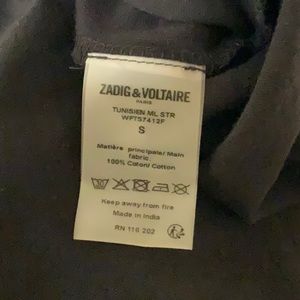 ZADIG & VOLTAIRE
PARIS
TUNISIEN ML STR
WFTS7412F
S
Matière principale/ Main
fabric:
100% Coton/ Cotton
Keep away from fire
Made in India
RN 116 202